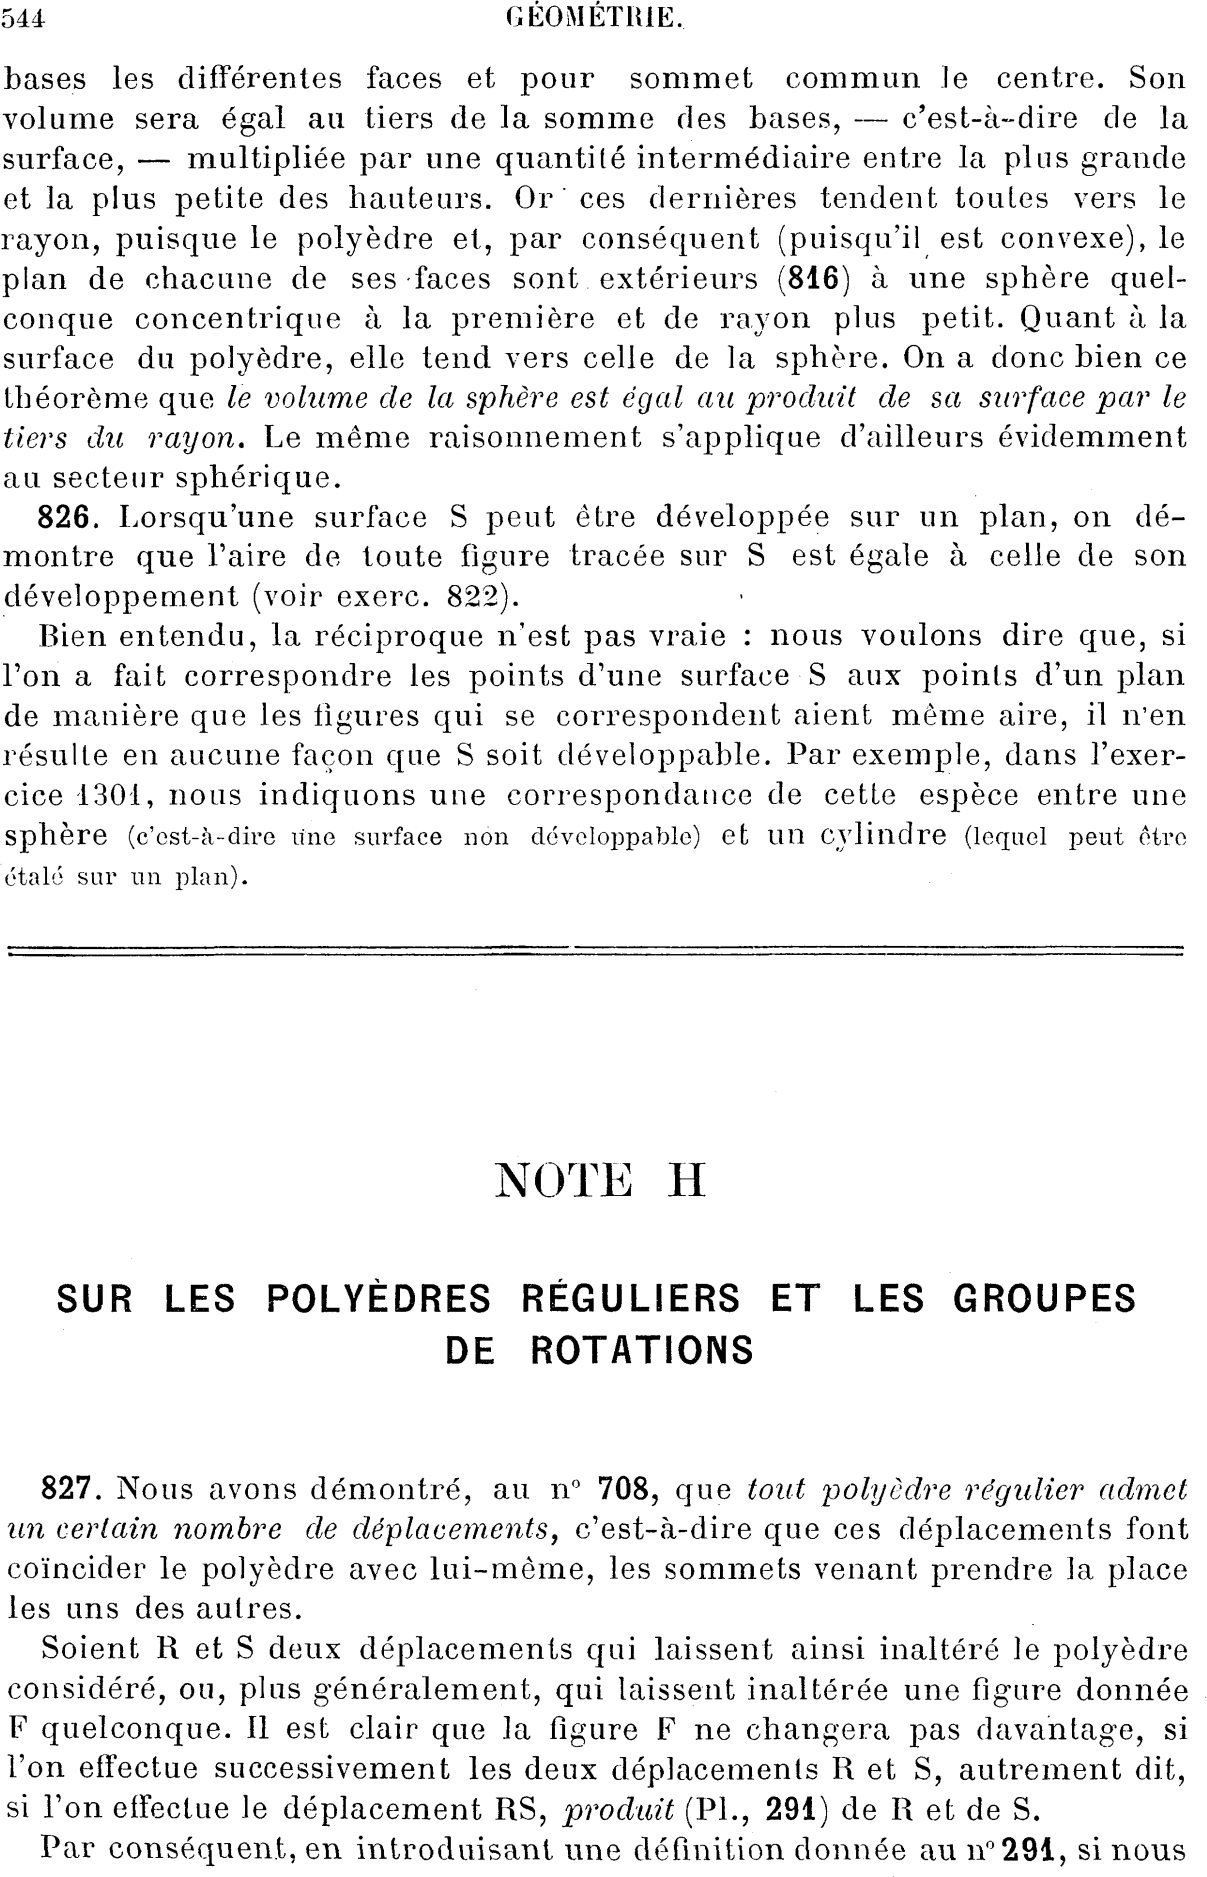 544 GÉOMÉTRIE.
bases les différentes faces et pour sommet commun le centre. Son
volume sera égal au tiers de la somme des bases, — c'est-à-dire de la
surface, — multipliée par une quantité intermédiaire entre la plus grande
et la plus petite des hauteurs. Or ces dernières tendent toutes vers le
rayon, puisque le polyèdre et, par conséquent (puisqu'il est convexe), le
plan de chacune de ses faces sont extérieurs (816) à une sphère quel-
conque concentrique à la première et de rayon plus petit. Quant à la
surface du polyèdre, elle tend vers celle de la sphère. On a donc bien ce
théorème que le volume de la sphère est égal au produit de sa surface par le
tiers du rayon. Le même raisonnement s'applique d'ailleurs évidemment
au secteur sphérique.
826. Lorsqu'une surface S peut être développée sur un plan, on dé-
montre que l'aire de toute figure tracée sur S est égale à celle de son
développement (voir exerc. 822).
Bien entendu, la réciproque n'est pas vraie : nous voulons dire que, si
l'on a fait correspondre les points d'une surface S aux points d'un plan
de manière que les figures qui se correspondent aient même aire, il n'en
résulte en aucune façon que S soit développable. Par exemple, dans l'exer-
cice 1301, nous indiquons une correspondance de cette espèce entre une
sphère (c'est-à-dire une surface non développable) et un cylindre (lequel peut être
étalé sur un plan).
NOTE H
SUR LES POLYÈDRES RÉGULIERS ET LES GROUPES
DE ROTATIONS
827. Nous avons démontré, au n° 708, que tout polyèdre régulier admet
un certain nombre de déplacements, c'est-à-dire que ces déplacements font
coïncider le polyèdre avec lui-même, les sommets venant prendre la place
les uns des autres.
Soient R et S deux déplacements qui laissent ainsi inaltéré le polyèdre
considéré, ou, plus généralement, qui laissent inaltérée une figure donnée
F quelconque. Il est clair que la figure F ne changera pas davantage, si
l'on effectue successivement les deux déplacements R et S, autrement dit,
si l'on effectue le déplacement RS, produit (Pl., 291) de R et de S.
Par conséquent, en introduisant une définition donnée au n° 291, si nous